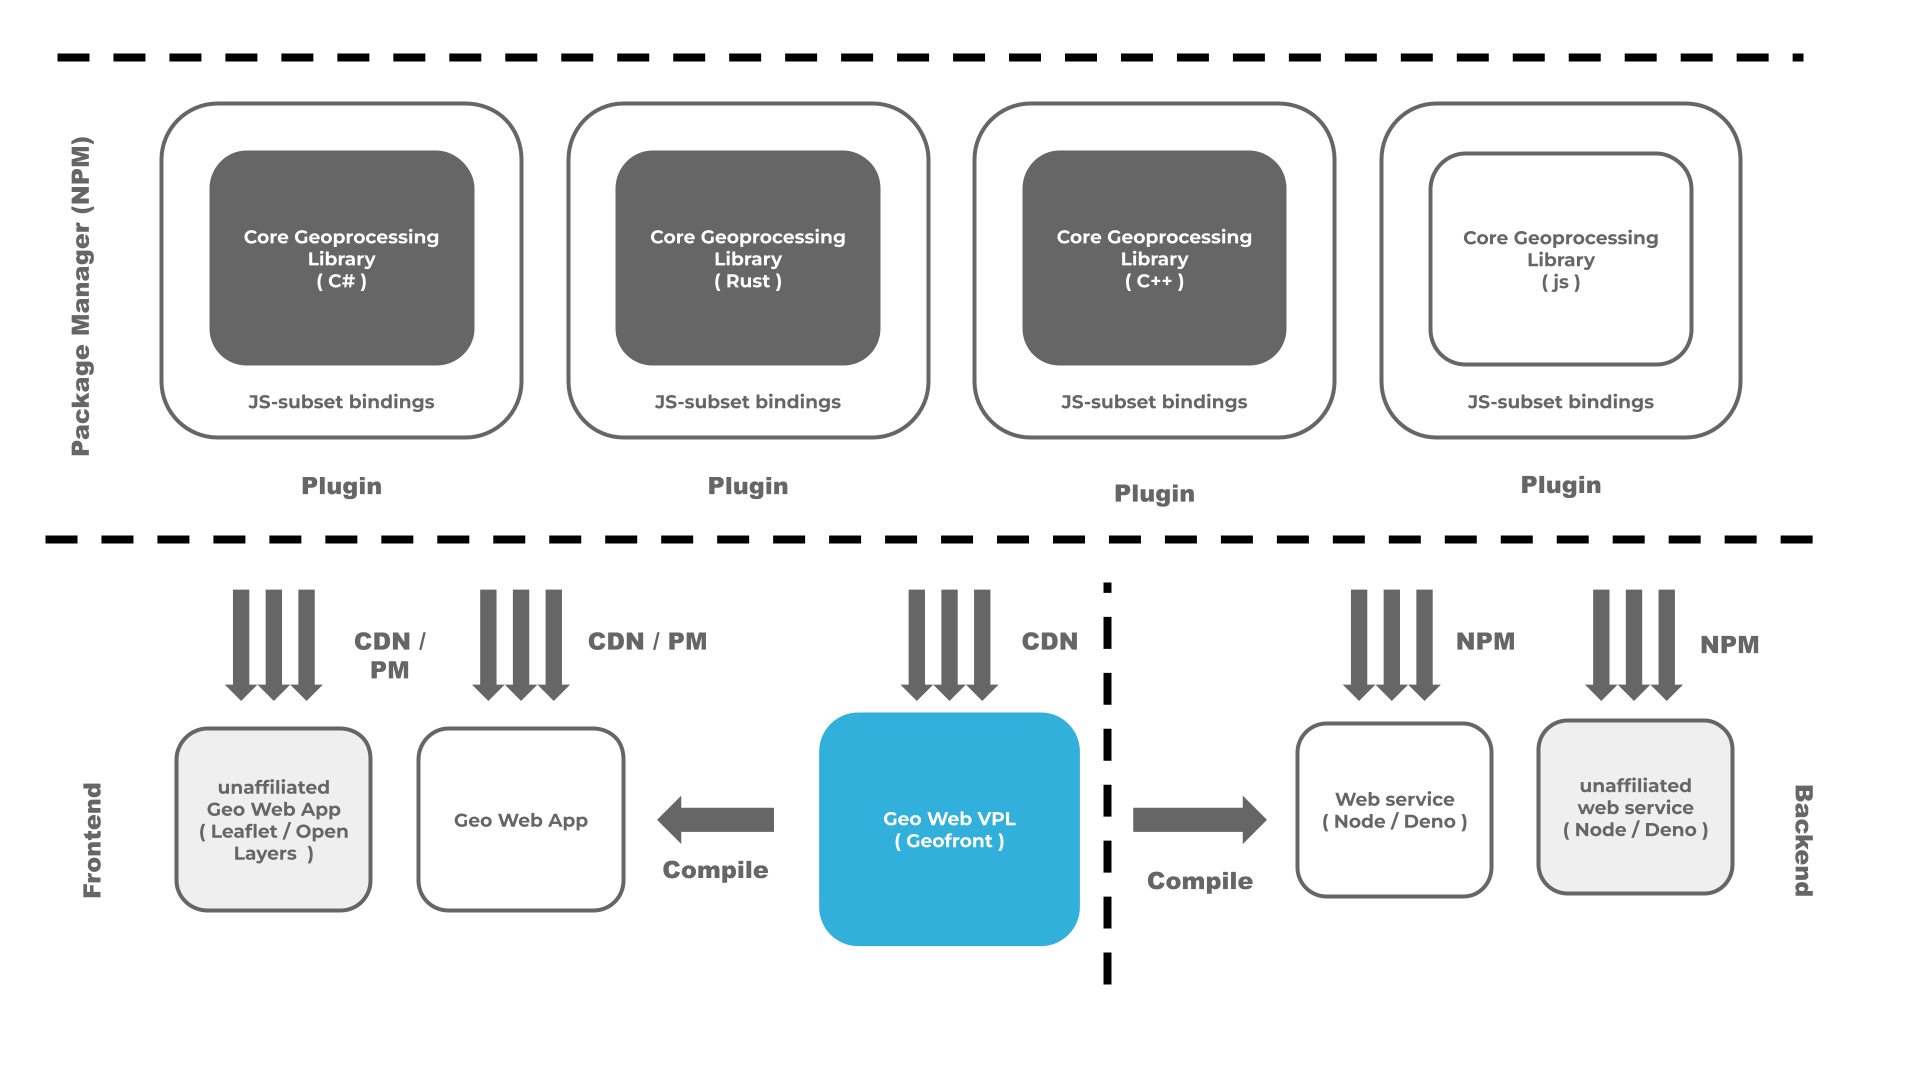 Package Manager (NPM)
Core Geoprocessing
Library
( C# )
JS-subset bindings
Plugin
Core Geoprocessing
Library
( Rust )
JS-subset bindings
Plugin
Core Geoprocessing
Library
( C++ )
JS-subset bindings
Plugin
Core Geoprocessing
Library
( js )
JS-subset bindings
Plugin
CDN /
PM
CDN / PM
CDN
NPM
NPM
Frontend
unaffiliated
Geo Web App
( Leaflet / Open
Layers )
Geo Web App
Compile
Geo Web VPL
( Geofront )
Compile
Web service
( Node / Deno )
unaffiliated
web service
( Node / Deno )
Backend